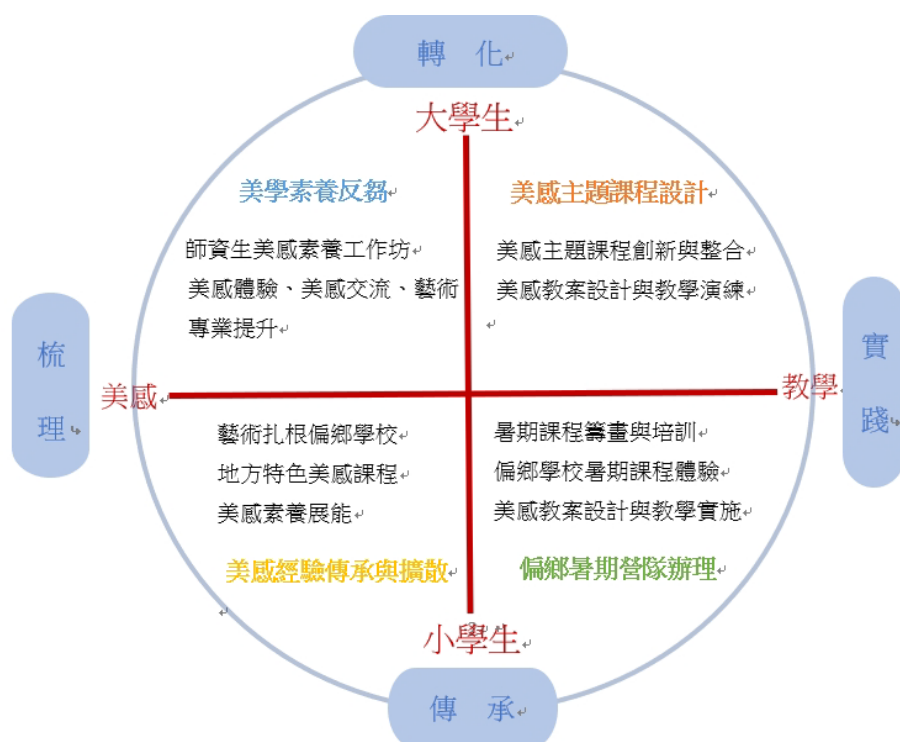 轉 化
大學生
美學素養反芻
師資生美感素養工作坊
美感體驗、美感交流、藝術
專業提升
美感主題課程設計
美感主題課程創新與整合
美感教案設計與教學演練
梳
理
美感
教學
實
踐
藝術扎根偏鄉學校
地方特色美感課程
美感素養展能
美感經驗傳承與擴散
暑期課程籌畫與培訓
偏鄉學校暑期課程體驗
美感教案設計與教學實施
偏鄉暑期營隊辦理
小學生
傳 承